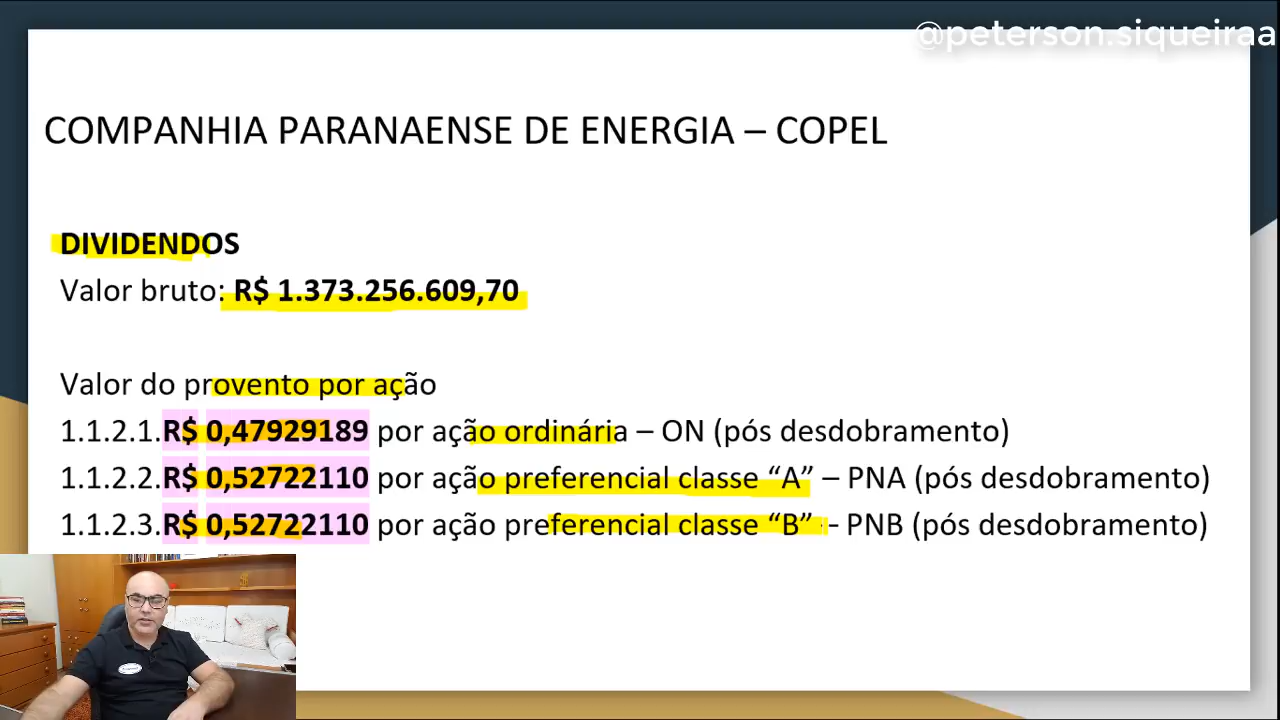 @peterson.siqueiraa
COMPANHIA PARANAENSE DE ENERGIA – COPEL
DIVIDENDOS
Valor bruto: R$ 1.373.256.609,70
Valor do provento por ação
1.1.2.1.R$ 0,47929189 por ação ordinária – ON (pós desdobramento)
1.1.2.2.R$ 0,52722110 por ação preferencial classe “A” – PNA (pós desdobramento)
1.1.2.3.R$ 0,52722110 por ação preferencial classe “B” - PNB (pós desdobramento)